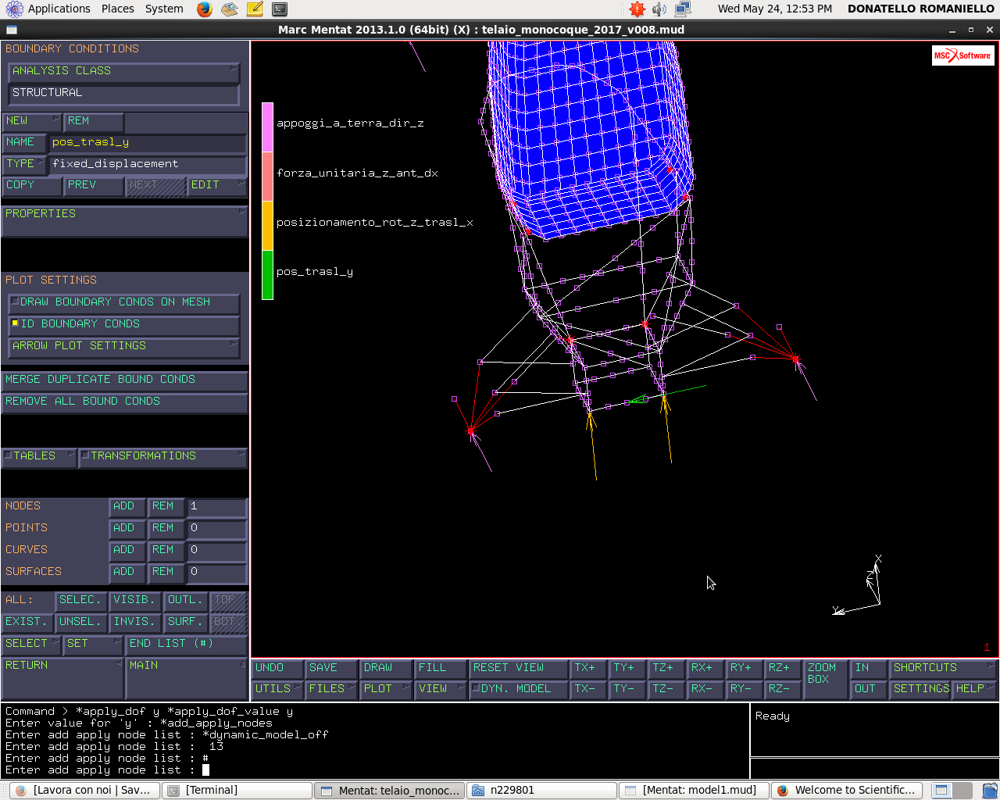 Applications Places System Wed May 24, 12:53 PM DONATELLO ROMANIELLO
Marc Mentat 2013.1.0 (64bit) (X) : telaio_monocoque_2017_v008.mud
BOUNDARY CONDITIONS
ANALYSIS CLASS
STRUCTURAL
NEW REM
NAME pos_trasl_y
TYPE fixed_displacement
COPY PREV NEXT EDIT
PROPERTIES
PLOT SETTINGS
DRAW BOUNDARY CONDS ON MESH
ID BOUNDARY CONDS
ARROW PLOT SETTINGS
MERGE DUPLICATE BOUND CONDS
REMOVE ALL BOUND CONDS
TABLES TRANSFORMATIONS
NODES ADD REM 1
POINTS ADD REM 0
CURVES ADD REM 0
SURFACES ADD REM 0
ALL: SELEC. VISIB. OUTL. TOP
EXIST. UNSEL. INVIS. SURF. BOT.
SELECT SET END LIST (#)
RETURN MAIN
MSC Software
appoggi_a_terra_dir_z
forza_unitaria_z_ant_dx
posizionamento_rot_z_trasl_x
pos_trasl_y
X
Z
Y
1
UNDO SAVE DRAW FILL RESET VIEW TX+ TY+ TZ+ RX+ RY+ RZ+ ZOOM BOX IN SHORTCUTS
UTILS FILES PLOT VIEW DYN. MODEL TX- TY- TZ- RX- RY- RZ- OUT SETTINGS HELP
Command > *apply_dof y *apply_dof_value y
Enter value for 'y' : *add_apply_nodes
Enter add apply node list : *dynamic_model_off
Enter add apply node list : 13
Enter add apply node list : #
Enter add apply node list :
Ready
[Lavora con noi | Sav... [Terminal] Mentat: telaio_monoc... n229801 [Mentat: model1.mud] Welcome to Scientific...